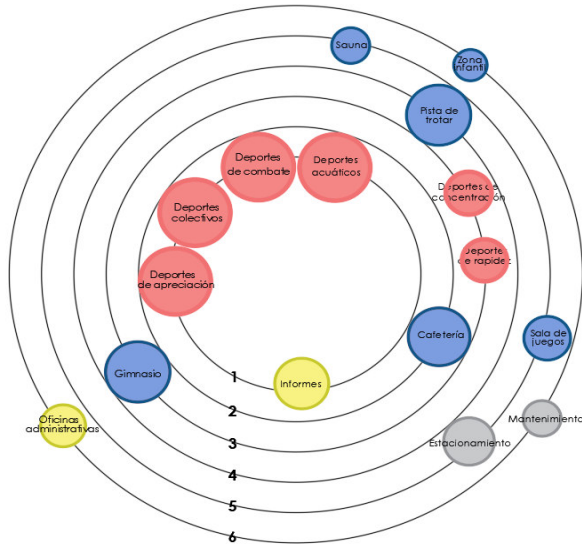 Sauna
Zona
infantil
Pista de
trotar
Deportes
de combate
Deportes
acuáticos
Deportes de
concentración
Deportes
colectivos
Deporte
de rapidez
Deportes
de apreciación
Cafetería
Sala de
juegos
Gimnasio
1
Informes
2
Oficinas
administrativas
Mantenimiento
3
Estacionamiento
4
5
6